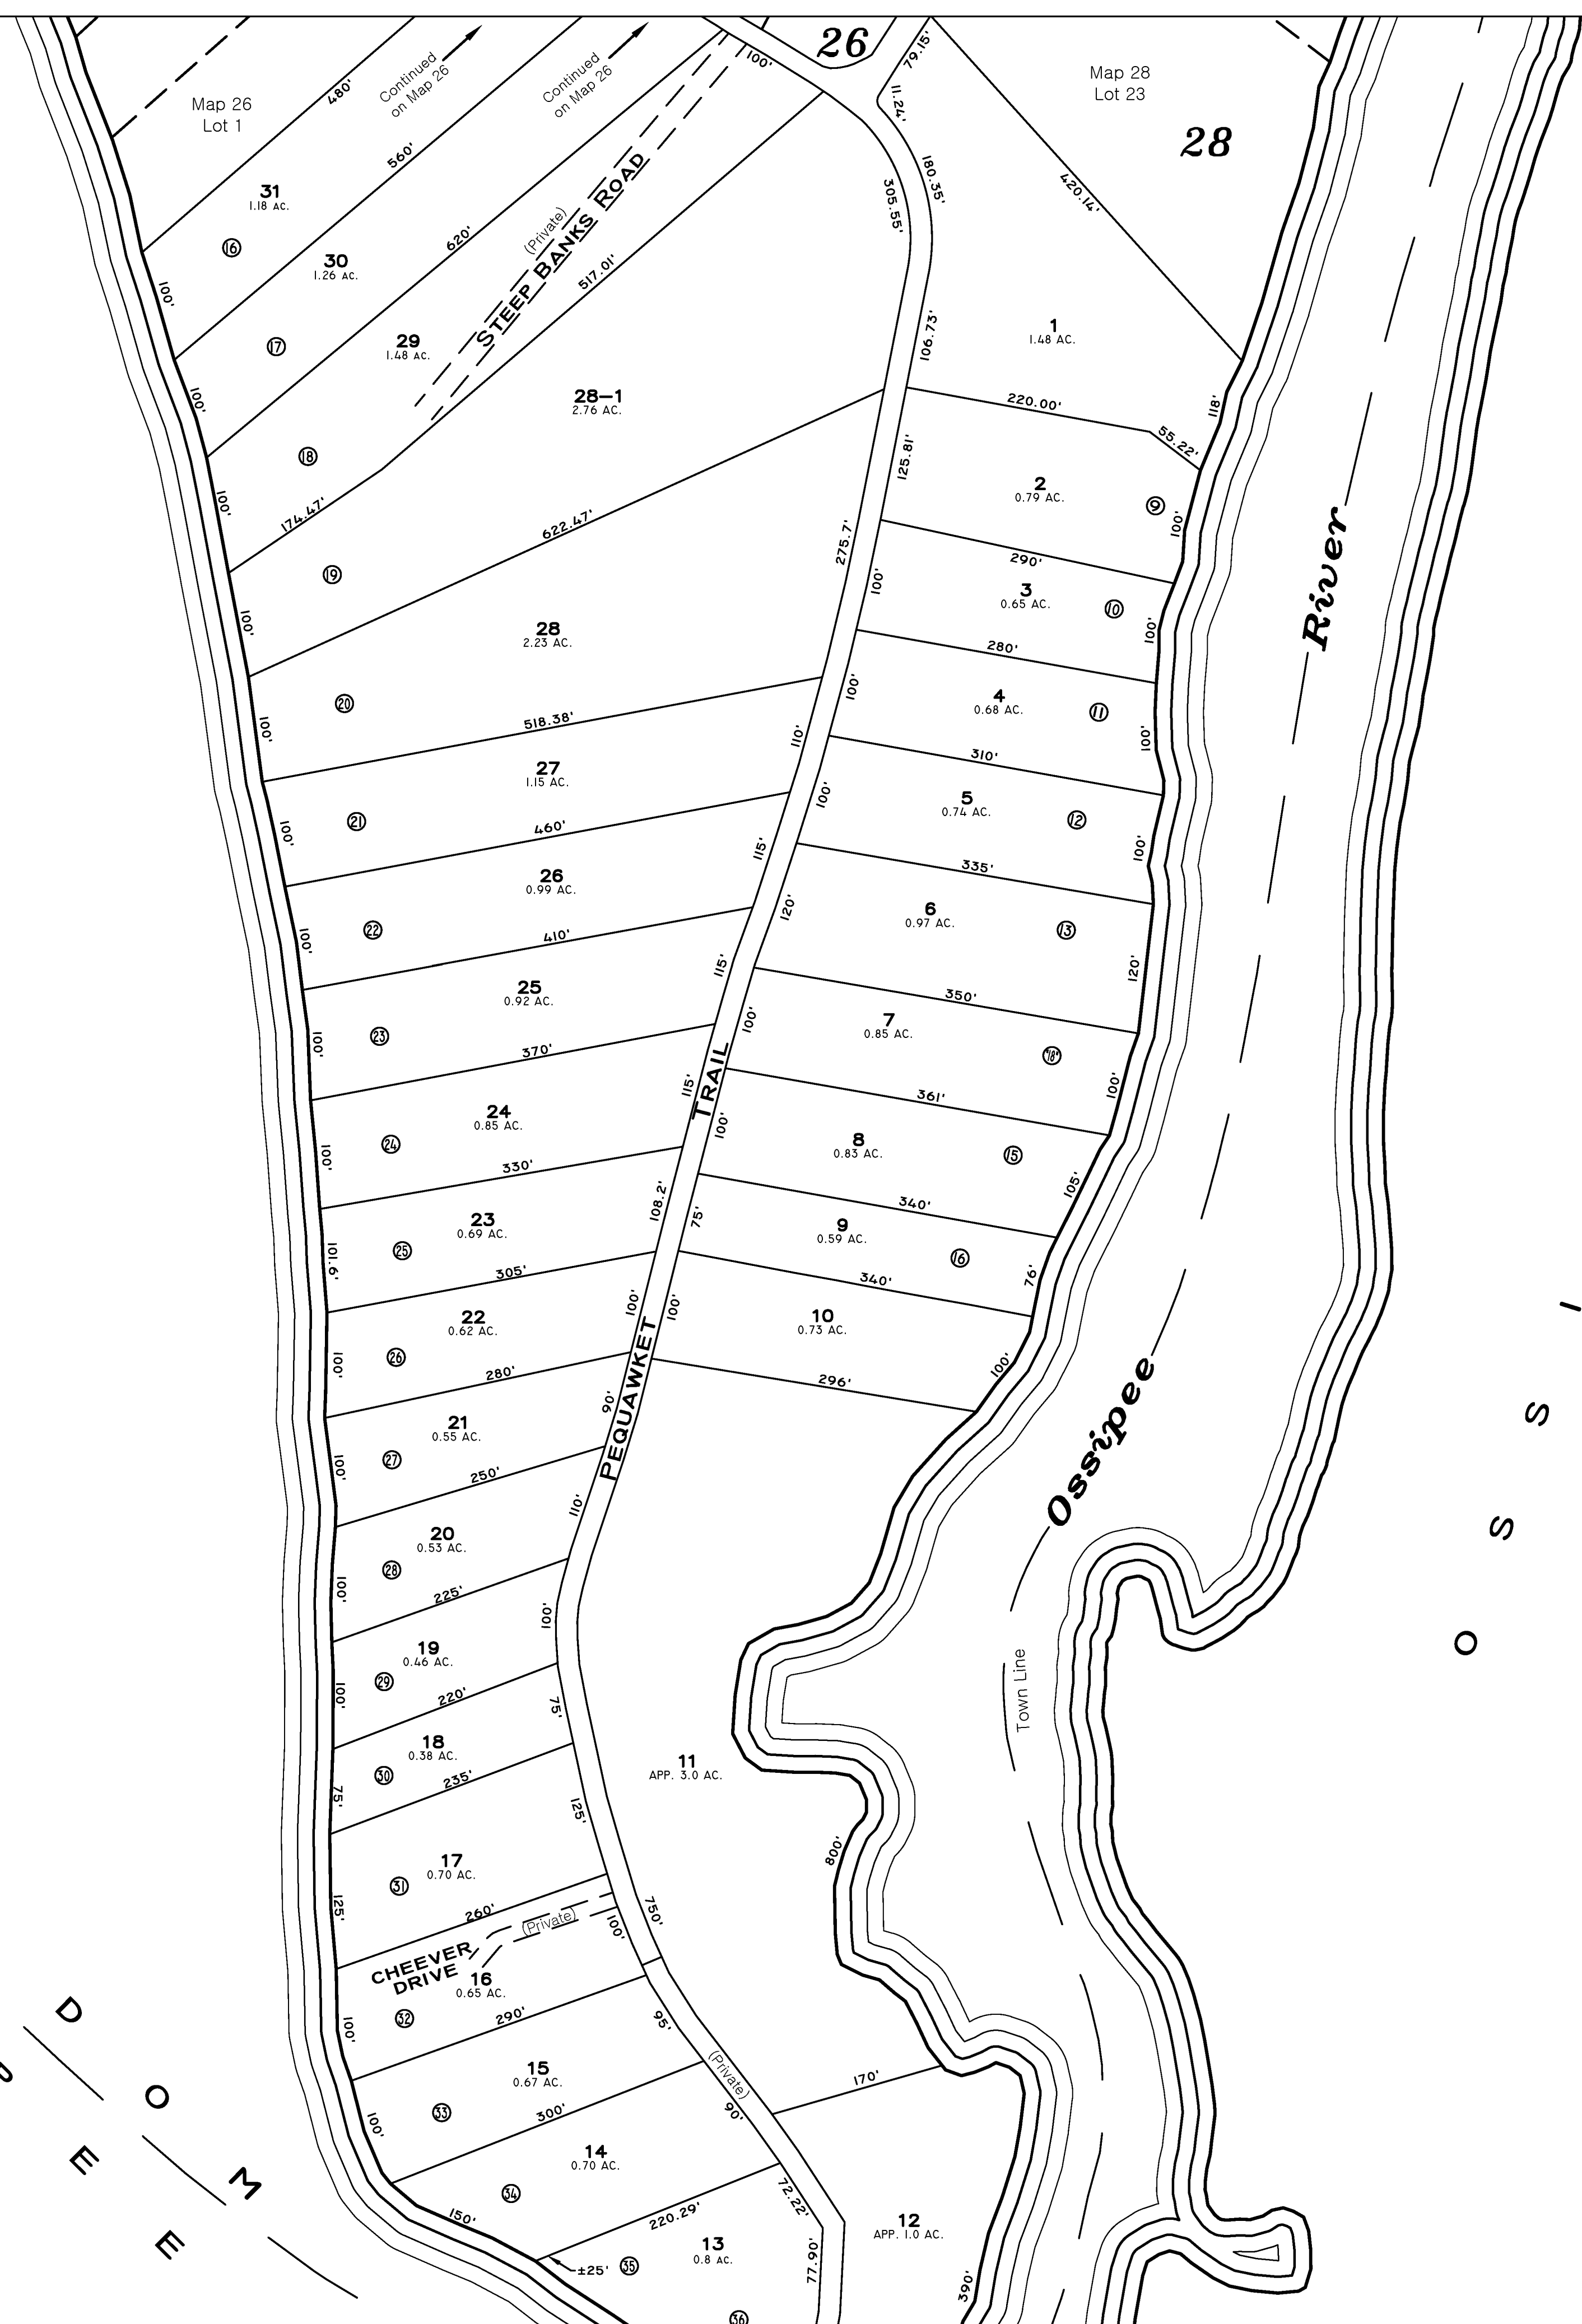 26
79.15'
100'
11.24'
Map 28
Lot 23
28
Map 26
Lot 1
480'
Continued
on Map 26
Continued
on Map 26
560'
31
1.18 AC.
16
30
1.26 AC.
620'
(Private)
STEEP BANKS ROAD
517.01'
305.55'
180.35'
420.14'
100'
17
29
1.48 AC.
106.73'
1
1.48 AC.
100'
28-1
2.76 AC.
220.00'
118'
55.22'
18
125.81'
100'
174.47'
622.47'
2
0.79 AC.
9
100'
275.7'
290'
River
19
100'
3
0.65 AC.
10
100'
100'
28
2.23 AC.
280'
20
100'
4
0.68 AC.
11
100'
518.38'
110'
310'
100'
27
1.15 AC.
100'
5
0.74 AC.
12
21
100'
460'
115'
335'
100'
26
0.99 AC.
120'
6
0.97 AC.
13
22
100'
410'
115'
350'
120'
25
0.92 AC.
100'
7
0.85 AC.
23
100'
370'
115'
TRAIL
361'
100'
24
0.85 AC.
100'
8
0.83 AC.
15
24
100'
330'
108.2'
75'
340'
105'
23
0.69 AC.
9
0.59 AC.
16
25
101.6'
305'
340'
76'
100'
100'
22
0.62 AC.
10
0.73 AC.
26
100'
280'
PEQUAWKET
296'
100'
90'
21
0.55 AC.
27
100'
250'
110'
Ossipee
20
0.53 AC.
28
100'
225'
100'
19
0.46 AC.
29
100'
220'
75'
Town Line
18
0.38 AC.
30
75'
235'
125'
11
APP. 3.0 AC.
800'
17
0.70 AC.
31
125'
260'
(Private)
100'
750'
CHEEVER
DRIVE
16
0.65 AC.
32
100'
290'
95'
15
0.67 AC.
(Private)
170'
33
100'
300'
90'
14
0.70 AC.
34
150'
220.29'
72.22'
12
APP. 1.0 AC.
13
0.8 AC.
77.90'
±25'
35
36
390'
I
S
S
O
D
O
M
E
E